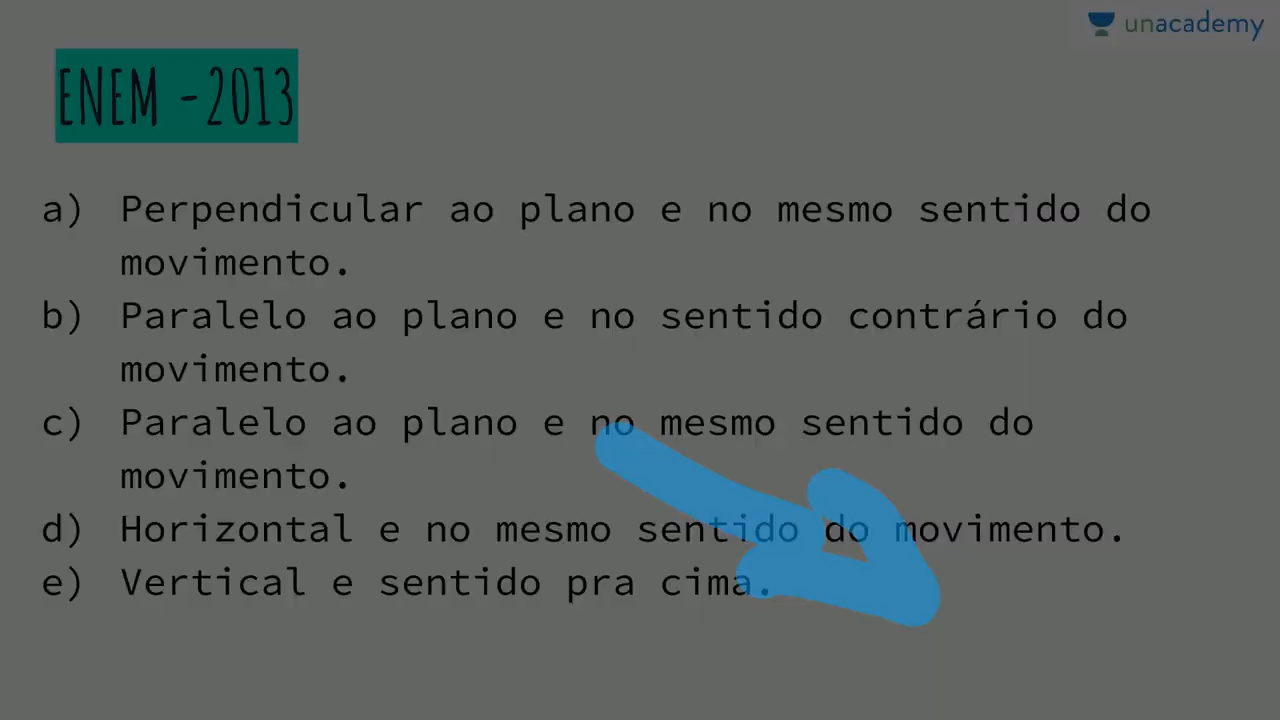 unacademy
ENEM -2013
a) Perpendicular ao plano e no mesmo sentido do
movimento.
b) Paralelo ao plano e no sentido contrário do
movimento.
c) Paralelo ao plano e no mesmo sentido do
movimento.
d) Horizontal e no mesmo sentido do movimento.
e) Vertical e sentido pra cima.